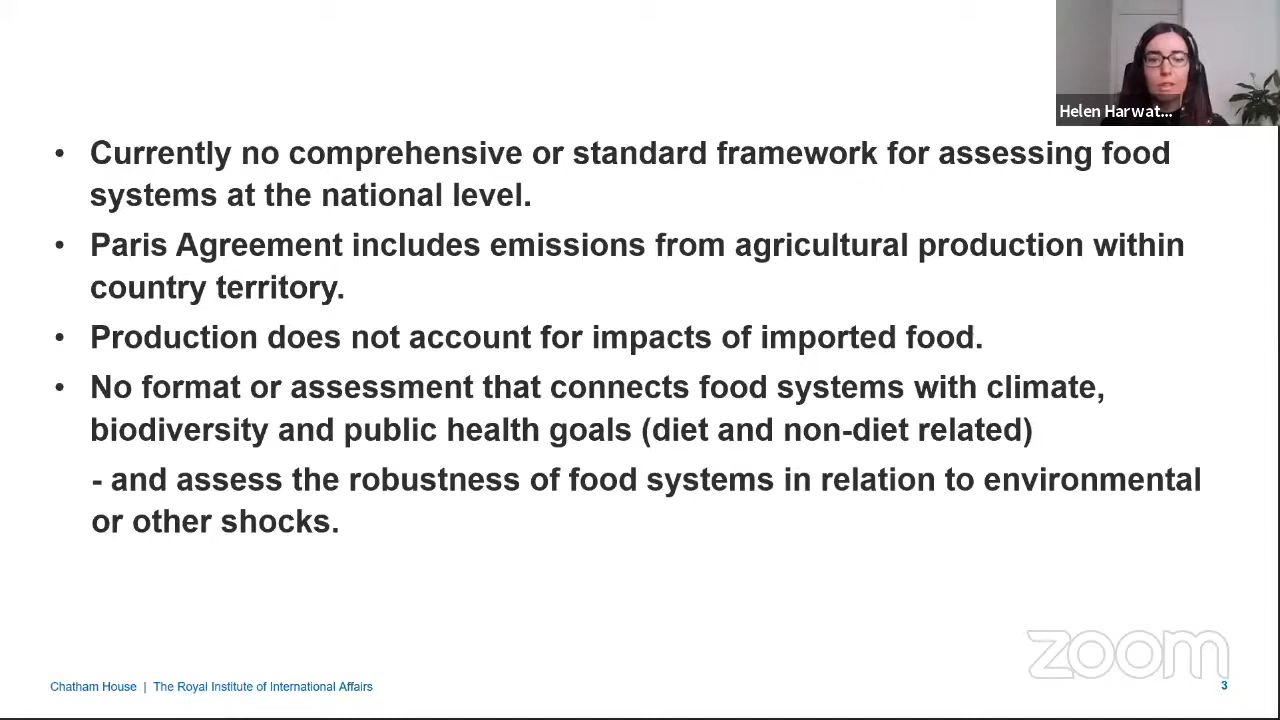 Helen Harwat...
• Currently no comprehensive or standard framework for assessing food
systems at the national level.
• Paris Agreement includes emissions from agricultural production within
country territory.
• Production does not account for impacts of imported food.
• No format or assessment that connects food systems with climate,
biodiversity and public health goals (diet and non-diet related)
- and assess the robustness of food systems in relation to environmental
or other shocks.
zoom
Chatham House | The Royal Institute of International Affairs
3